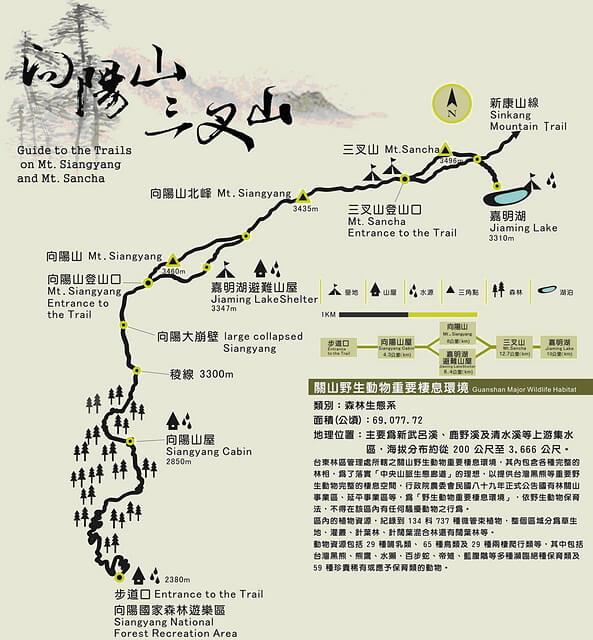 向陽山
三叉山
Guide to the Trails
on Mt. Siangyang
and Mt. Sancha
N
新康山線
Sinkang
Mountain Trail
三叉山 Mt.Sancha
3496m
向陽山北峰 Mt. Siangyang
3435m
三叉山登山口
Mt. Sancha
Entrance to the Trail
嘉明湖
Jiaming Lake
3310m
向陽山 Mt. Siangyang
3460m
向陽山登山口
Mt. Siangyang
Entrance to
the Trail
嘉明湖避難山屋
Jiaming LakeShelter
3347m
營地
山屋
水源
三角點
森林
湖泊
1KM
向陽大崩壁 large collapsed
Siangyang
步道口
Entrance
to the Trail
向陽山屋
Siangyang Cabin
4.3公里(km)
向陽山
Mt. Siangyang
8公里(km)
嘉明湖
避難山屋
Jiaming LakeShelter
8.4公里(km)
三叉山
Mt.Sancha
12.7公里(km)
嘉明湖
Jiaming Lake
13公里(km)
稜線 3300m
關山野生動物重要棲息環境 Guanshan Major Wildlife Habitat
類別：森林生態系
面積(公頃)：69,077.72
地理位置：主要為新武呂溪、鹿野溪及清水溪等上游集水
區，海拔分布約從 200 公尺至 3,666 公尺。
台東林區管理處所轄之關山野生動物重要棲息環境，其內包含各種完整的
林相，為了落實「中央山脈生態廊道」的理想，以提供台灣黑熊等重要野
生動物完整的棲息空間，行政院農委會民國八十九年正式公告國有林關山
事業區、延平事業區等，為「野生動物重要棲息環境」，依野生動物保育
法，不得在該區內有任何騷擾動物之行為。
區內的植物資源，紀錄到 134 科 737 種維管束植物，整個區域分為草生
地、灌叢、針葉林、針闊葉混合林還有闊葉林等。
動物資源包括 29 種哺乳類、65 種鳥類及 29 種兩棲爬行類等，其中包括
台灣黑熊、熊鷹、水獺、百步蛇、帝雉、藍腹鷴等多種瀕臨絕種保育類及
59 種珍貴稀有或應予保育類的動物。
向陽山屋
Siangyang Cabin
2850m
2380m
步道口 Entrance to the Trail
向陽國家森林遊樂區
Siangyang National
Forest Recreation Area